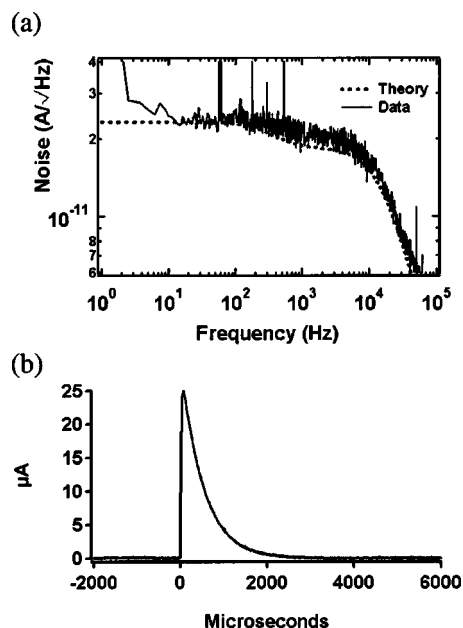 (a)
4
3
2
10⁻¹¹
8
7
6
Noise (A/√Hz)
Theory
Data
10⁰ 10¹ 10² 10³ 10⁴ 10⁵
Frequency (Hz)
(b)
25
20
15
10
5
0
µA
-2000 0 2000 4000 6000
Microseconds